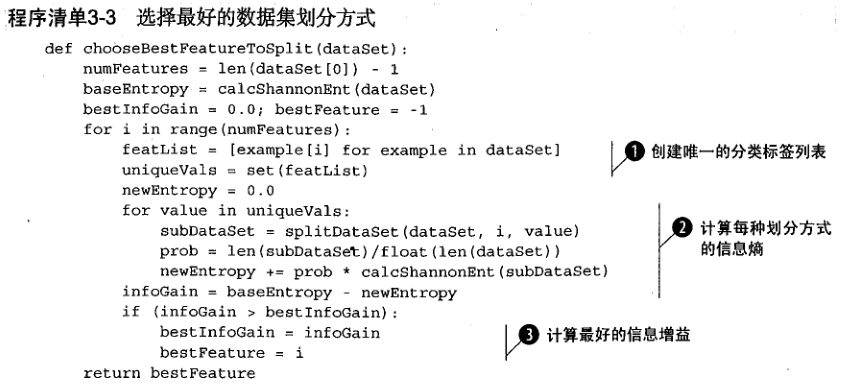 程序清单3-3 选择最好的数据集划分方式
def chooseBestFeatureToSplit(dataSet):
    numFeatures = len(dataSet[0]) - 1
    baseEntropy = calcShannonEnt(dataSet)
    bestInfoGain = 0.0; bestFeature = -1
    for i in range(numFeatures):
        featList = [example[i] for example in dataSet]
        uniqueVals = set(featList)
❶ 创建唯一的分类标签列表
        newEntropy = 0.0
        for value in uniqueVals:
            subDataSet = splitDataSet(dataSet, i, value)
            prob = len(subDataSet)/float(len(dataSet))
            newEntropy += prob * calcShannonEnt(subDataSet)
❷ 计算每种划分方式
的信息熵
        infoGain = baseEntropy - newEntropy
        if (infoGain > bestInfoGain):
            bestInfoGain = infoGain
            bestFeature = i
❸ 计算最好的信息增益
    return bestFeature